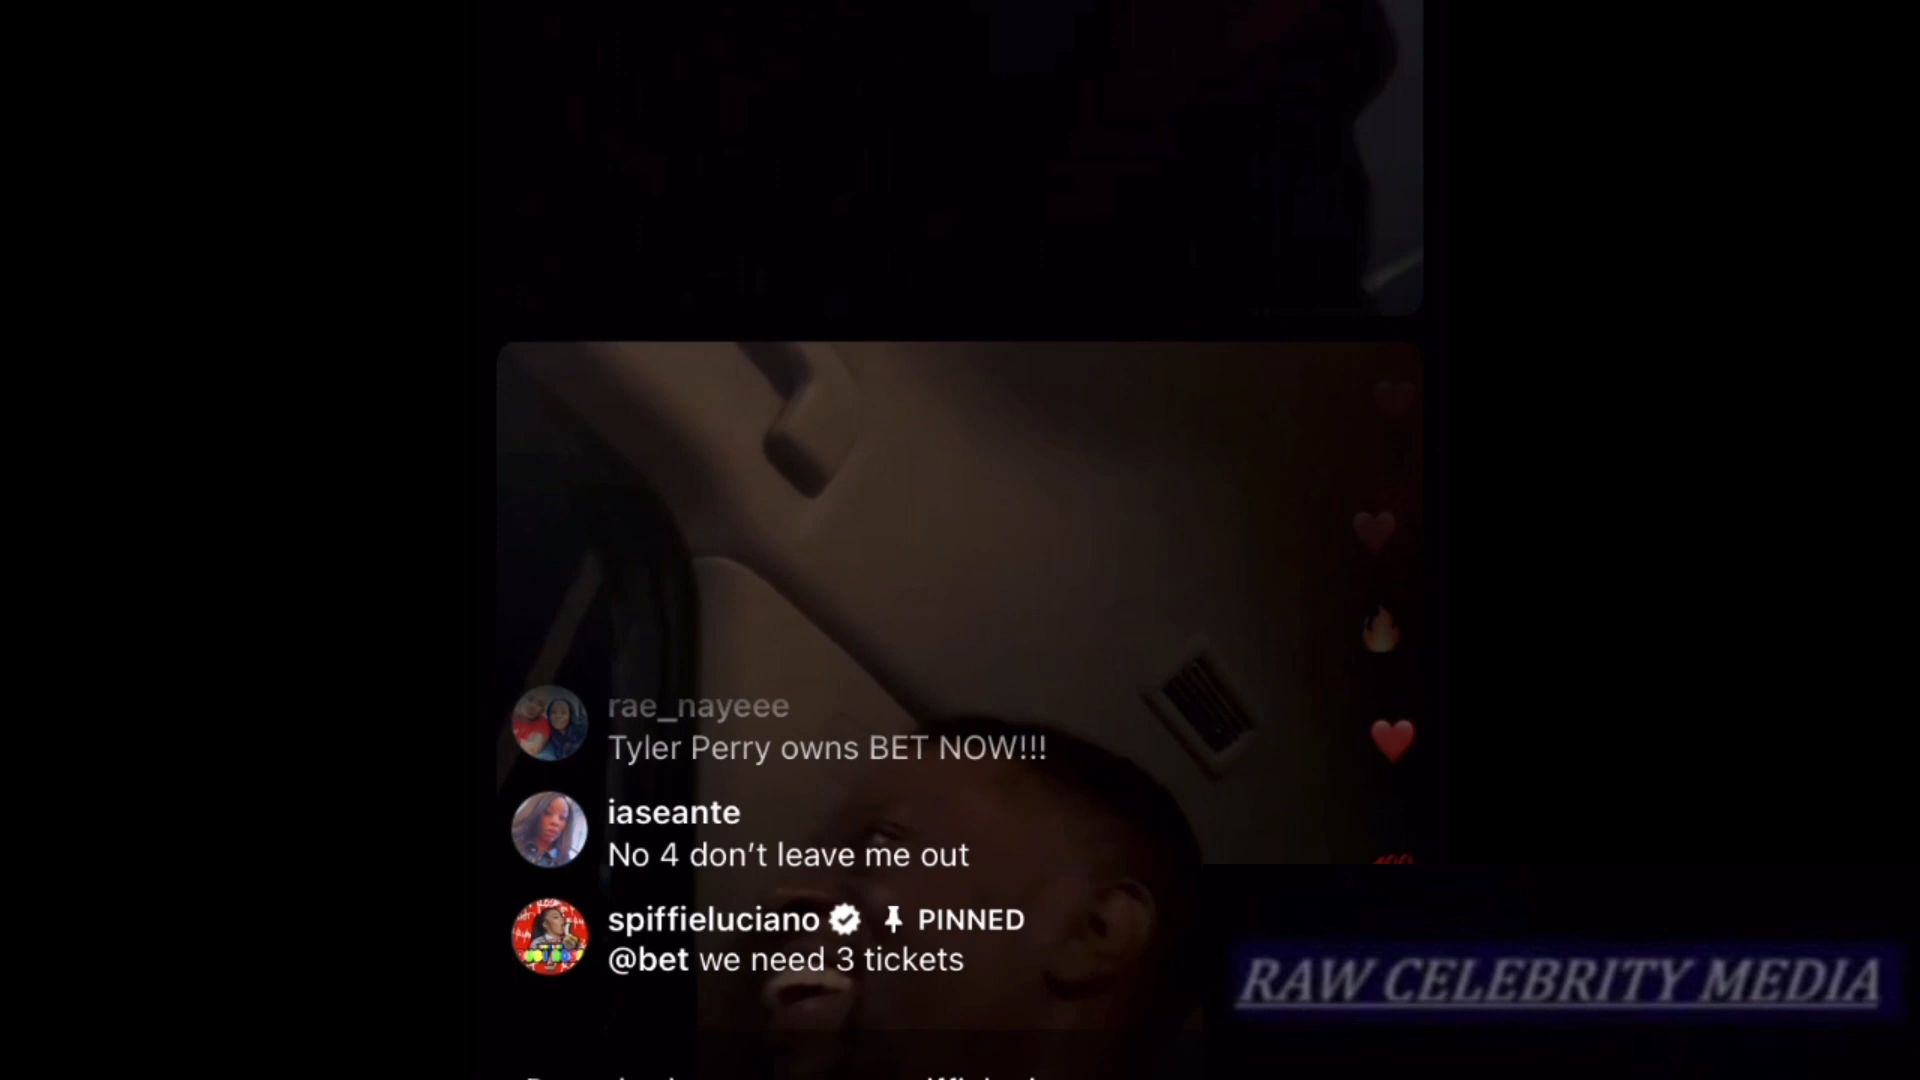 rae_nayeee
Tyler Perry owns BET NOW!!!
iaseante
No 4 don't leave me out
spiffieluciano PINNED
@bet we need 3 tickets
RAW CELEBRITY MEDIA